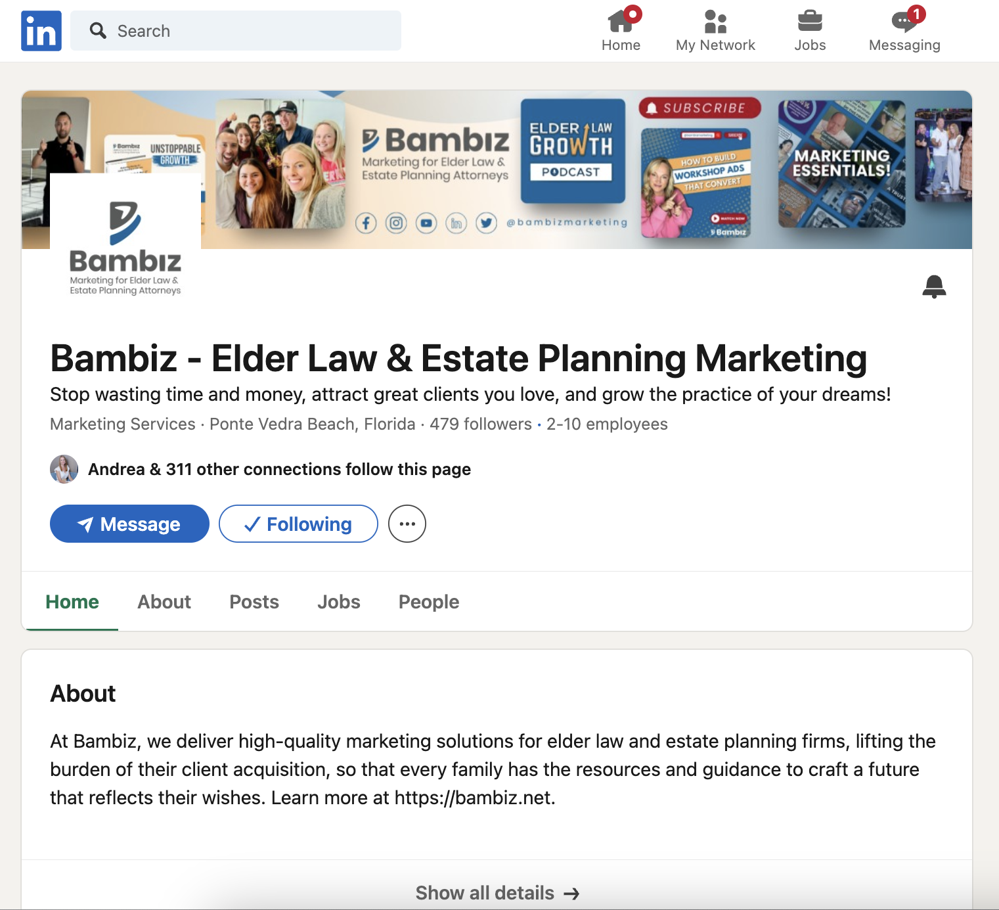 in
Search
Home
My Network
Jobs
1
Messaging
Bambiz
UNSTOPPABLE
GROWTH
Bambiz
Marketing for Elder Law &
Estate Planning Attorneys
@bambizmarketing
ELDER LAW
GROWTH
PODCAST
SUBSCRIBE
HOW TO BUILD
WORKSHOP ADS
THAT CONVERT
WATCH NOW
Bambiz
MARKETING
ESSENTIALS!
Bambiz
Marketing for Elder Law &
Estate Planning Attorneys
Bambiz - Elder Law & Estate Planning Marketing
Stop wasting time and money, attract great clients you love, and grow the practice of your dreams!
Marketing Services · Ponte Vedra Beach, Florida · 479 followers · 2-10 employees
Andrea & 311 other connections follow this page
Message
Following
Home
About
Posts
Jobs
People
About
At Bambiz, we deliver high-quality marketing solutions for elder law and estate planning firms, lifting the
burden of their client acquisition, so that every family has the resources and guidance to craft a future
that reflects their wishes. Learn more at https://bambiz.net.
Show all details →